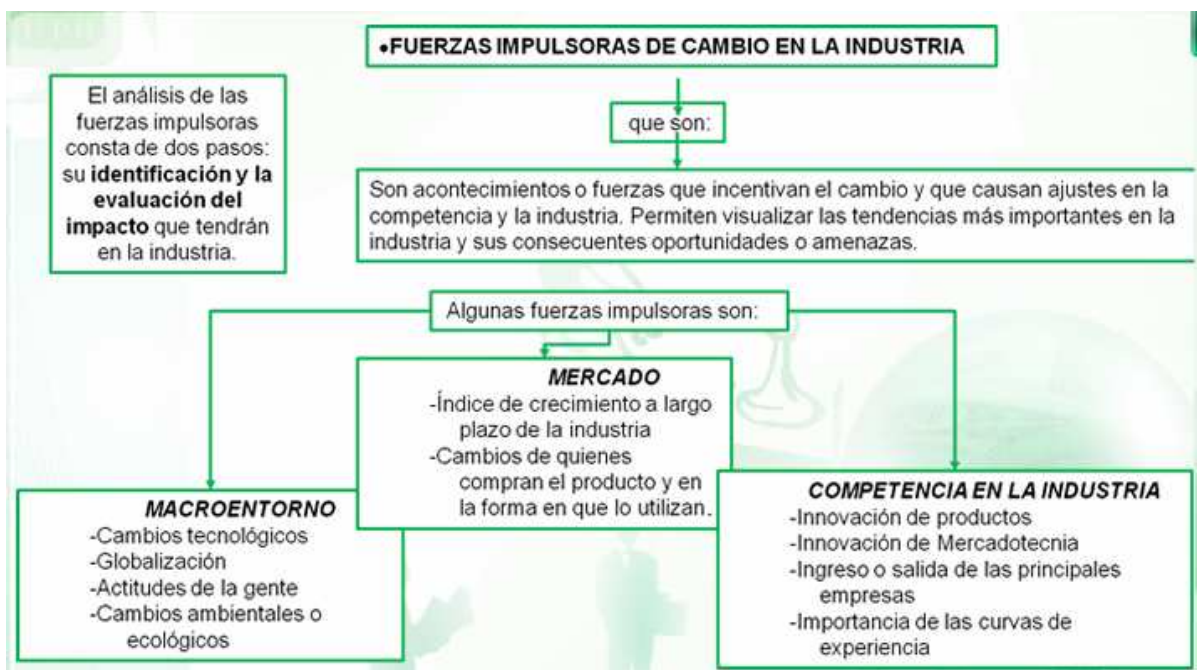 •FUERZAS IMPULSORAS DE CAMBIO EN LA INDUSTRIA
El análisis de las
fuerzas impulsoras
consta de dos pasos:
su identificación y la
evaluación del
impacto que tendrán
en la industria.
que son:
Son acontecimientos o fuerzas que incentivan el cambio y que causan ajustes en la
competencia y la industria. Permiten visualizar las tendencias más importantes en la
industria y sus consecuentes oportunidades o amenazas.
Algunas fuerzas impulsoras son:
MACROENTORNO
-Cambios tecnológicos
-Globalización
-Actitudes de la gente
-Cambios ambientales o
ecológicos
MERCADO
-Índice de crecimiento a largo
plazo de la industria
-Cambios de quienes
compran el producto y en
la forma en que lo utilizan.
COMPETENCIA EN LA INDUSTRIA
-Innovación de productos
-Innovación de Mercadotecnia
-Ingreso o salida de las principales
empresas
-Importancia de las curvas de
experiencia